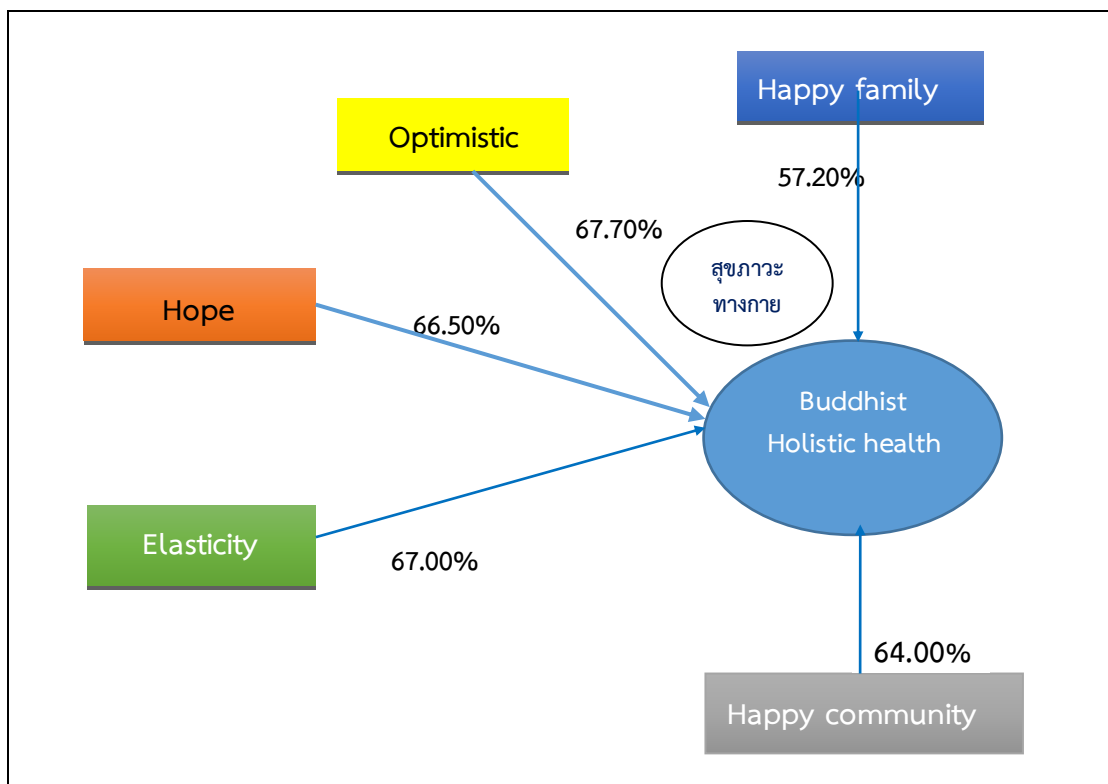 Happy family
Optimistic
57.20%
67.70%
สุขภาวะ
ทางกาย
Hope
66.50%
Buddhist
Holistic health
Elasticity
67.00%
64.00%
Happy community